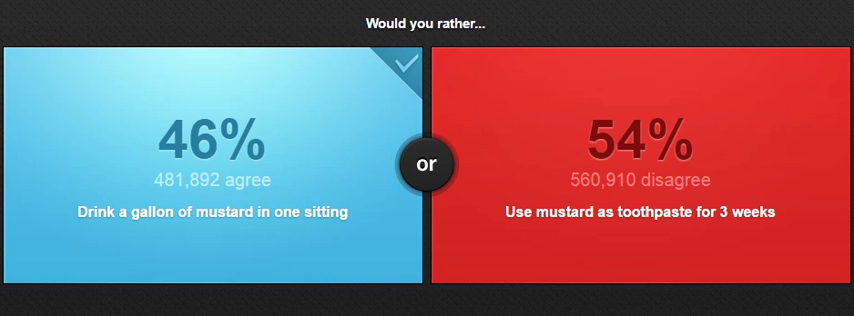 Would you rather...
46%
481,892 agree
Drink a gallon of mustard in one sitting
or
54%
560,910 disagree
Use mustard as toothpaste for 3 weeks